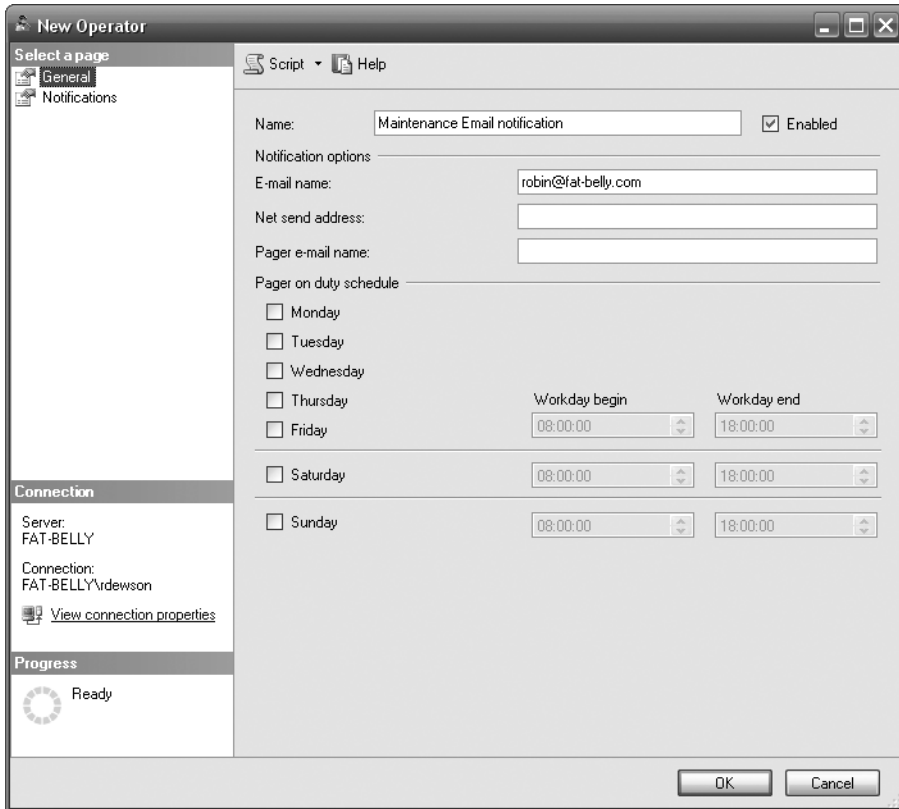 New Operator
Select a page
General
Notifications
Script
Help
Name:
Maintenance Email notification
Enabled
Notification options
E-mail name:
robin@fat-belly.com
Net send address:
Pager e-mail name:
Pager on duty schedule
Monday
Tuesday
Wednesday
Thursday
Friday
Workday begin
Workday end
08:00:00
18:00:00
Saturday
08:00:00
18:00:00
Sunday
08:00:00
18:00:00
Connection
Server:
FAT-BELLY
Connection:
FAT-BELLY\rdewson
View connection properties
Progress
Ready
OK
Cancel